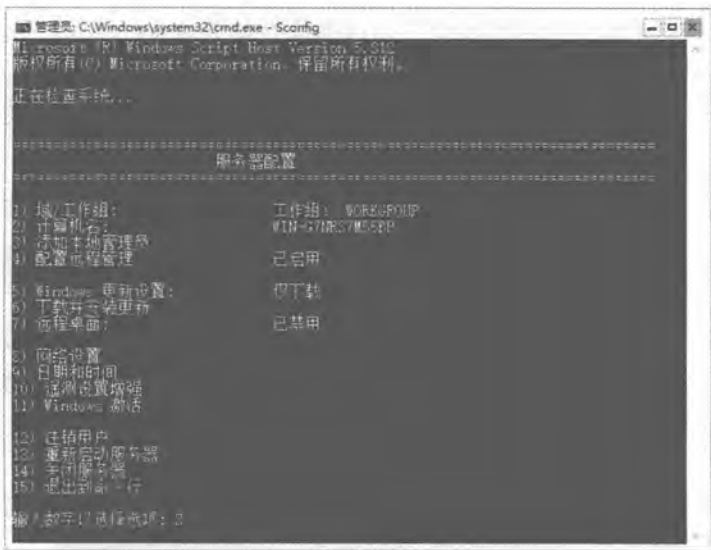 管理员: C:\Windows\system32\cmd.exe - Sconfig
Microsoft (R) Windows Script Host Version 5.812
版权所有(C) Microsoft Corporation。保留所有权利。
正在检查系统...
===============================================================================
服务器配置
===============================================================================
1) 域/工作组: 工作组: WORKGROUP
2) 计算机名:
3) 添加本地管理员
4) 配置远程管理 已启用
5) Windows 更新设置: 仅下载
6) 下载并安装更新
7) 远程桌面: 已禁用
8) 网络设置
9) 日期和时间
10) 遥测设置增强
11) Windows 激活
12) 注销用户
13) 重新启动服务器
14) 关闭服务器
15) 退出到命令行
输入数字以选择选项: